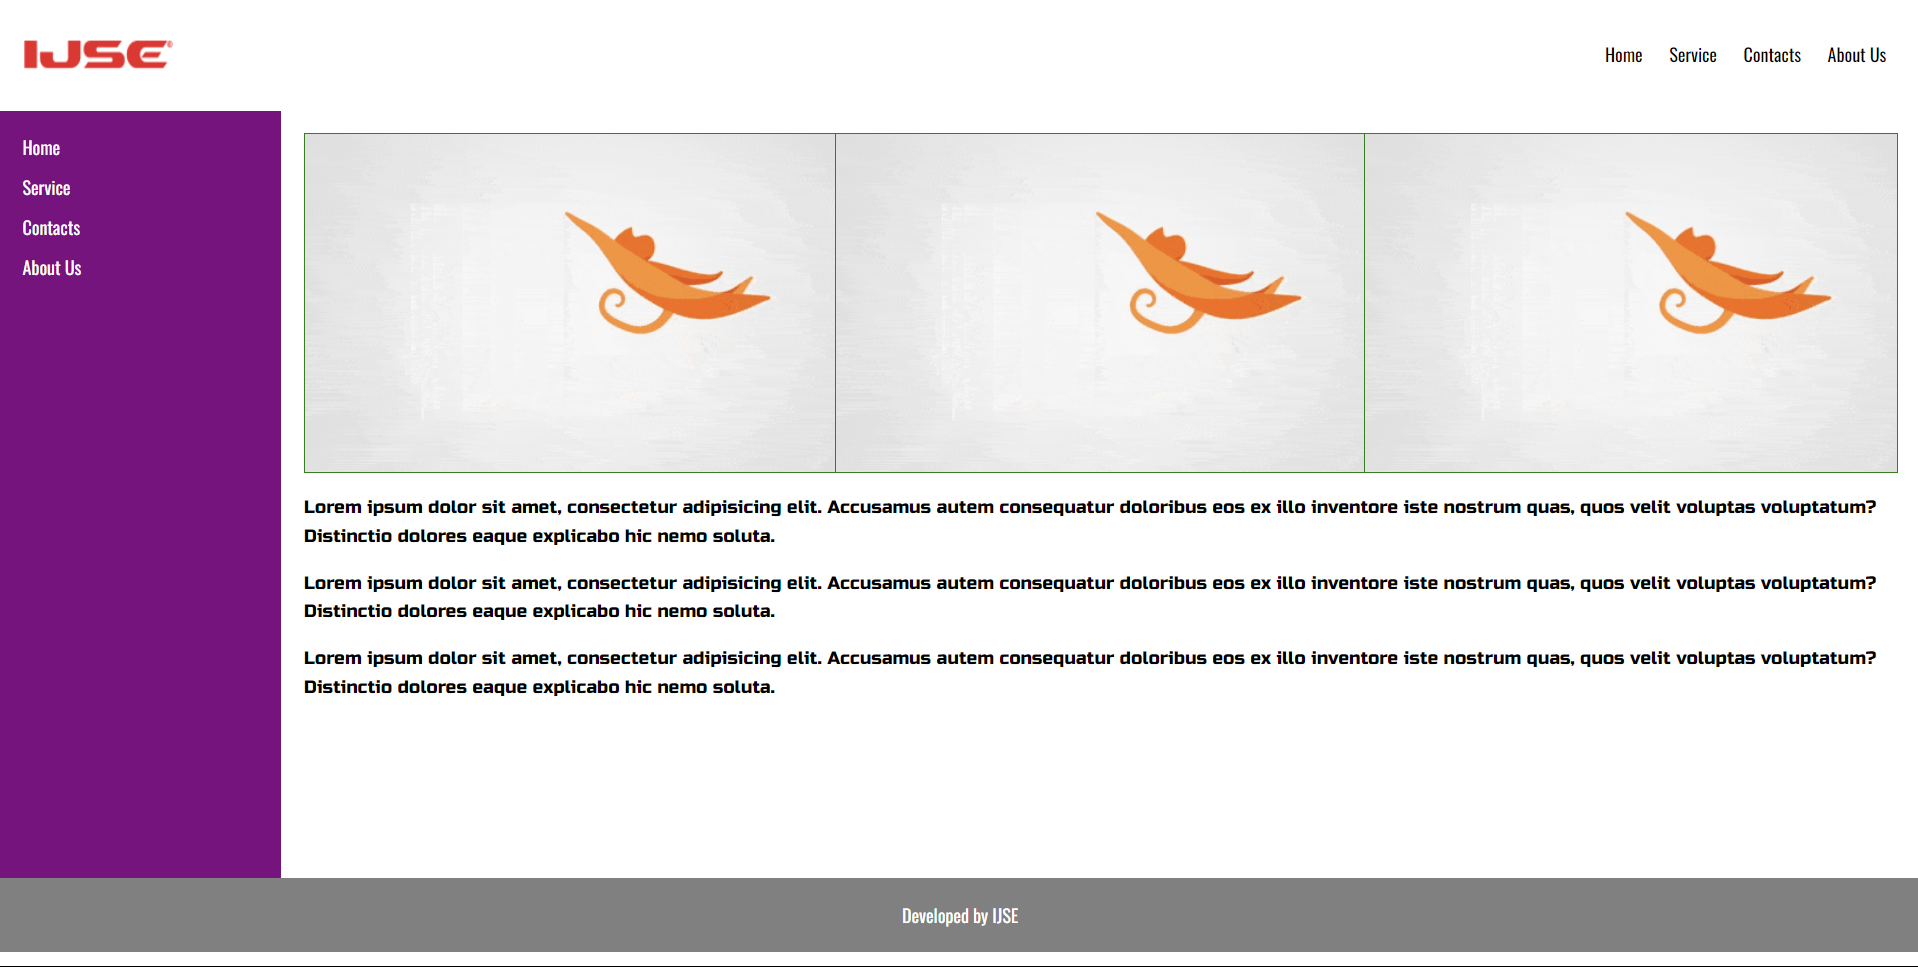 IJSE®
Home Service Contacts About Us
Home
Service
Contacts
About Us
Lorem ipsum dolor sit amet, consectetur adipisicing elit. Accusamus autem consequatur doloribus eos ex illo inventore iste nostrum quas, quos velit voluptas voluptatum?
Distinctio dolores eaque explicabo hic nemo soluta.
Lorem ipsum dolor sit amet, consectetur adipisicing elit. Accusamus autem consequatur doloribus eos ex illo inventore iste nostrum quas, quos velit voluptas voluptatum?
Distinctio dolores eaque explicabo hic nemo soluta.
Lorem ipsum dolor sit amet, consectetur adipisicing elit. Accusamus autem consequatur doloribus eos ex illo inventore iste nostrum quas, quos velit voluptas voluptatum?
Distinctio dolores eaque explicabo hic nemo soluta.
Developed by IJSE